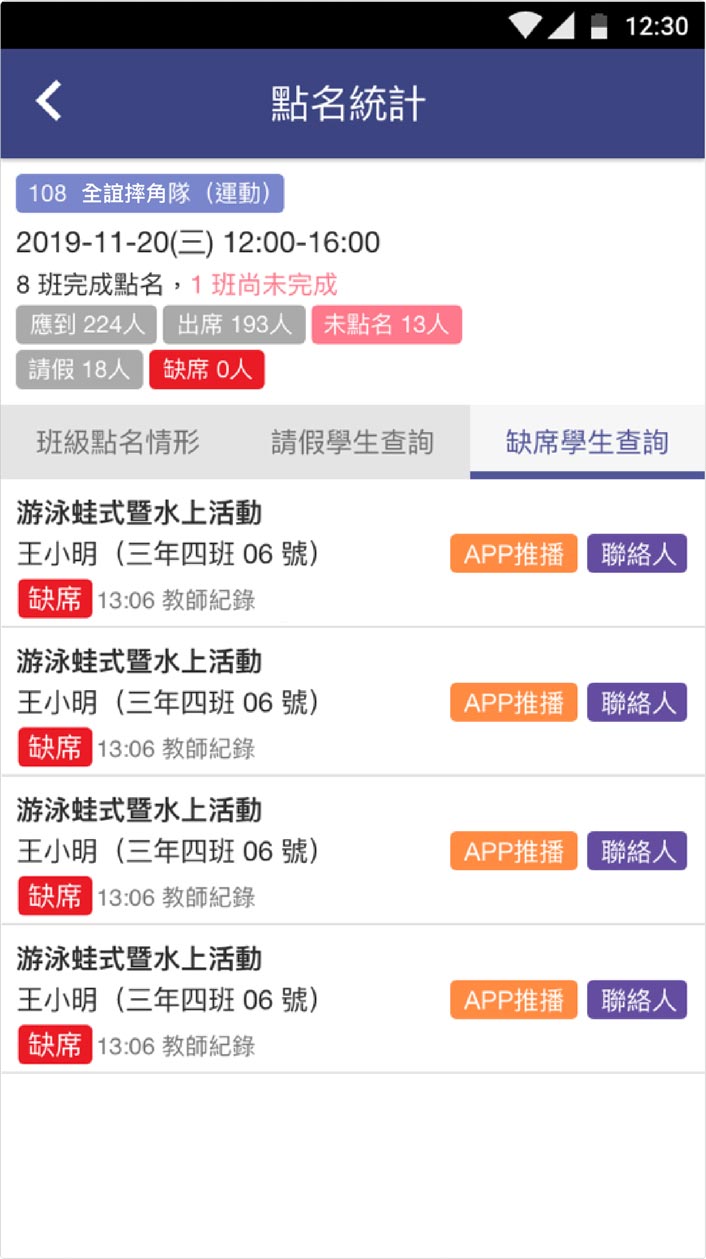 12:30
點名統計
108 全誼摔角隊（運動）
2019-11-20(三) 12:00-16:00
8 班完成點名，1 班尚未完成
應到 224人 出席 193人 未點名 13人
請假 18人 缺席 0人
班級點名情形 請假學生查詢 缺席學生查詢
游泳蛙式暨水上活動
王小明（三年四班 06 號） APP推播 聯絡人
缺席 13:06 教師紀錄
游泳蛙式暨水上活動
王小明（三年四班 06 號） APP推播 聯絡人
缺席 13:06 教師紀錄
游泳蛙式暨水上活動
王小明（三年四班 06 號） APP推播 聯絡人
缺席 13:06 教師紀錄
游泳蛙式暨水上活動
王小明（三年四班 06 號） APP推播 聯絡人
缺席 13:06 教師紀錄